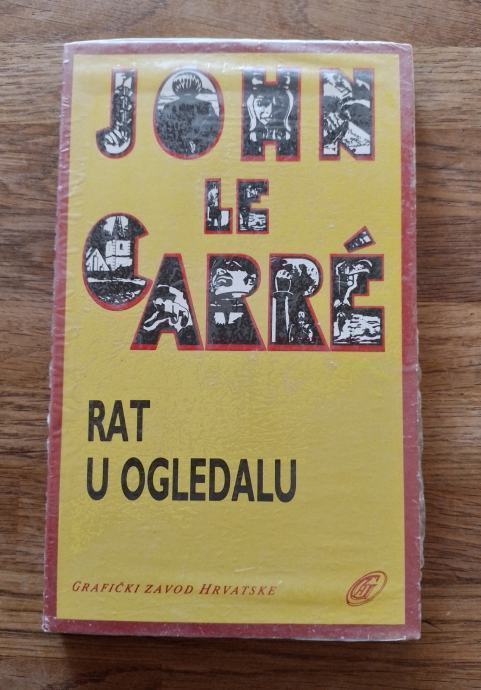 JOHN
LE
CARRÉ
RAT
U OGLEDALU
GRAFIČKI ZAVOD HRVATSKE